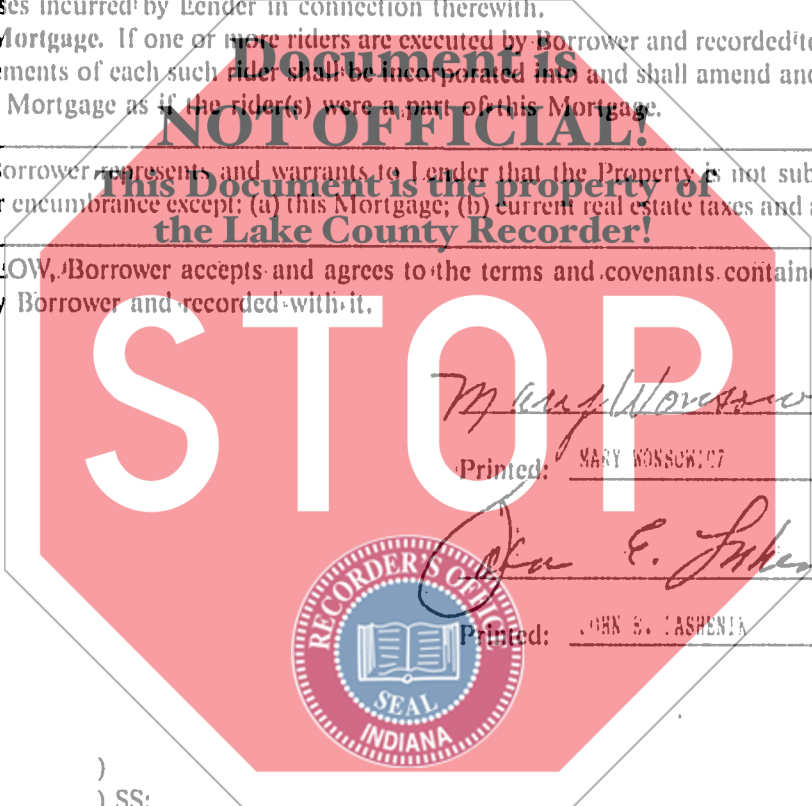 ses incurred by Lender in connection therewith.
Mortgage. If one or more riders are executed by Borrower and recorded to
ements of each such rider shall be incorporated into and shall amend and
Mortgage as if the rider(s) were a part of this Mortgage.
Document is
NOT OFFICIAL!
Borrower represents and warrants to Lender that the Property is not sub
This Document is the property of
r encumbrance except: (a) this Mortgage; (b) current real estate taxes and
the Lake County Recorder!
LOW, Borrower accepts and agrees to the terms and covenants containe
y Borrower and recorded with it.
STOP
Printed: MARY
Printed:
RECORDER'S OFFICE
SEAL
INDIANA
)
) SS: